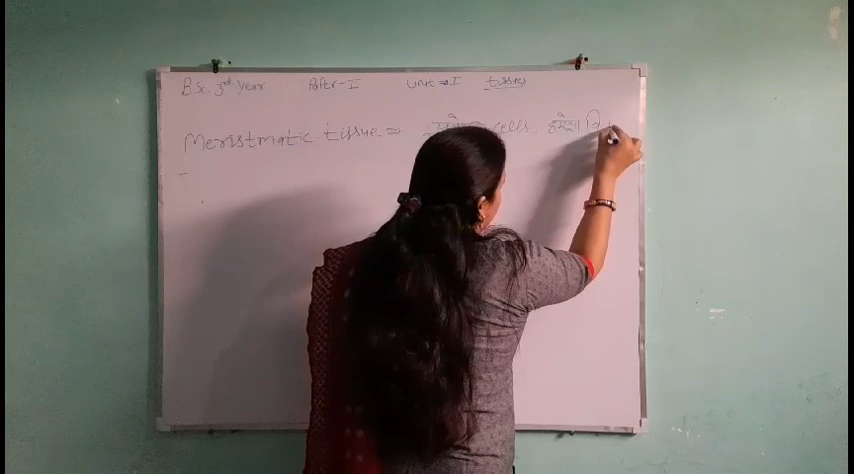 B.Sc. 3rd year Paper-I Unit ⇒ I tissues
Meristmatic tissue ⇒ cells हमेशा वि